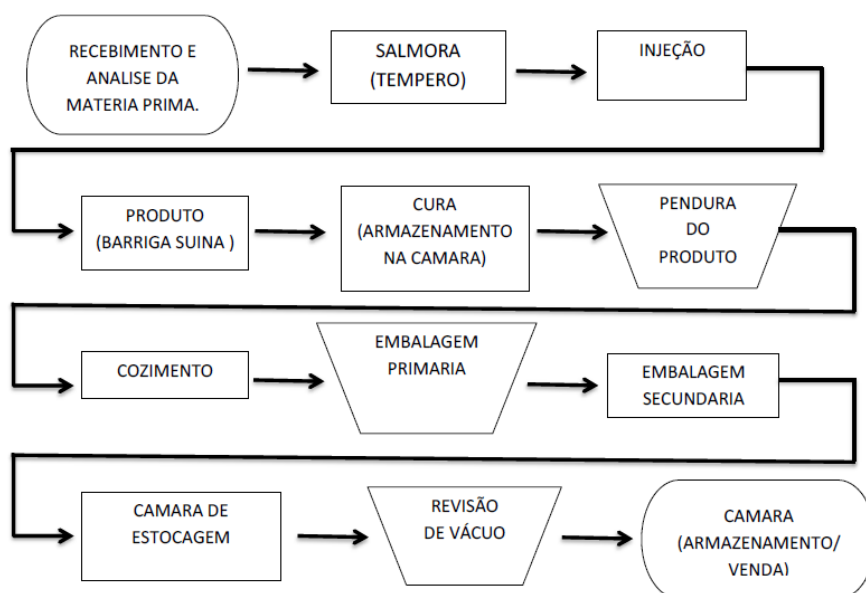 RECEBIMENTO E
ANALISE DA
MATERIA PRIMA.
SALMORA
(TEMPERO)
INJEÇÃO
PRODUTO
(BARRIGA SUINA )
CURA
(ARMAZENAMENTO
NA CAMARA)
PENDURA
DO
PRODUTO
COZIMENTO
EMBALAGEM
PRIMARIA
EMBALAGEM
SECUNDARIA
CAMARA DE
ESTOCAGEM
REVISÃO
DE VÁCUO
CAMARA
(ARMAZENAMENTO/
VENDA)